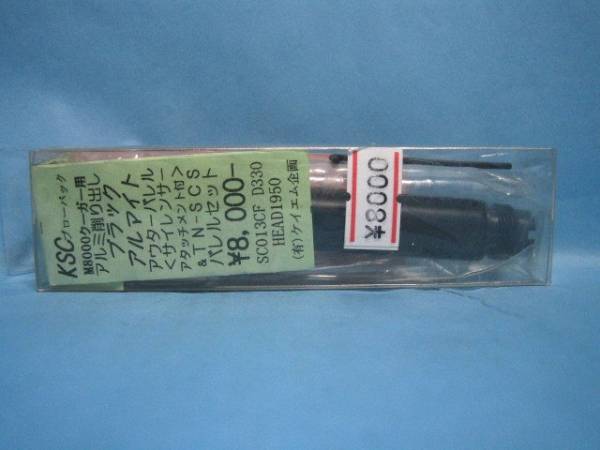 KSCブローバック
M8000クーガー用
アルミ削り出し
ブラック
アルマイト
アウターバレル
<サイレンサー
アタッチメント付>
& TN-SCS
バレルセット
¥8,000-
SC013CF D330
HEAD1950
(有)ケイエム企画
¥8000